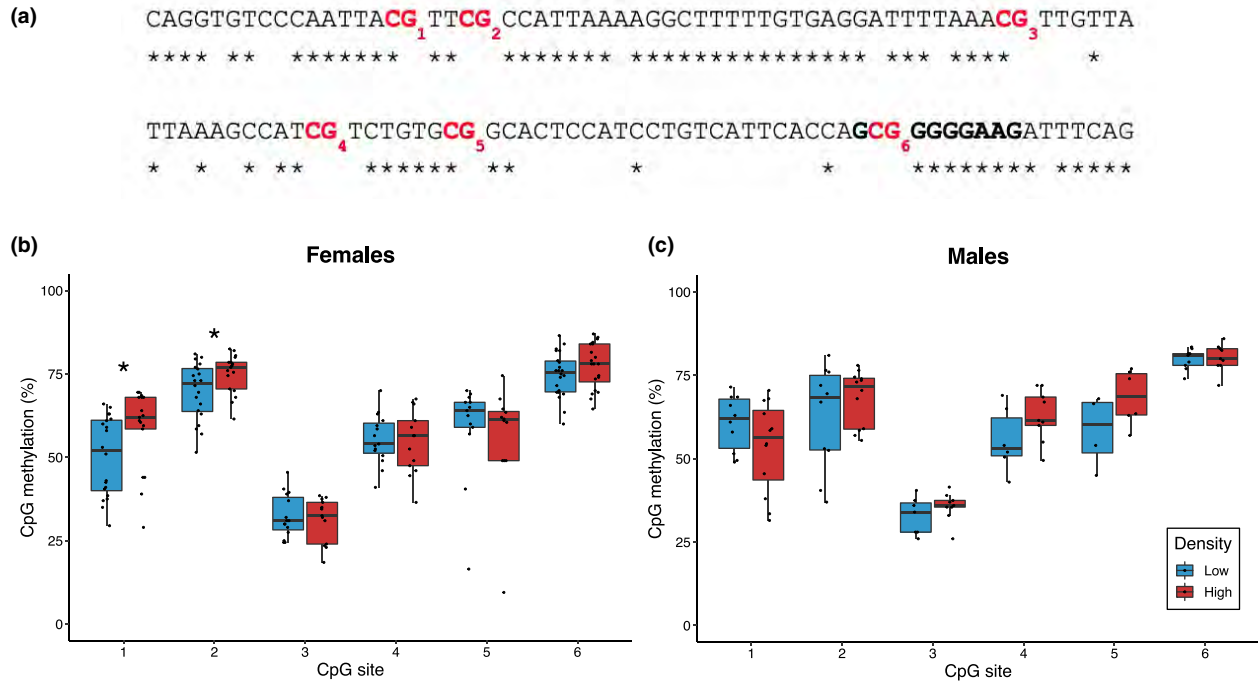 (a)
CAGGTGTCCCAATTACG1TTCG2CCATTAAAAGGCTTTTTGTGAGGATTTTAAACG3TTGTTA
**** ** ******* ** ******* *************** *** **** *
TTAAAGCCATCG4TCTGTGCG5GCACTCCATCCTGTCATTCACCAGCG6GGGGAAGATTTCAG
* * * ** ****** ** * * ******** *****
(b)
Females
CpG methylation (%)
100
75
50
25
0
*
*
1 2 3 4 5 6
CpG site
(c)
Males
CpG methylation (%)
100
75
50
25
0
1 2 3 4 5 6
CpG site
Density
Low
High